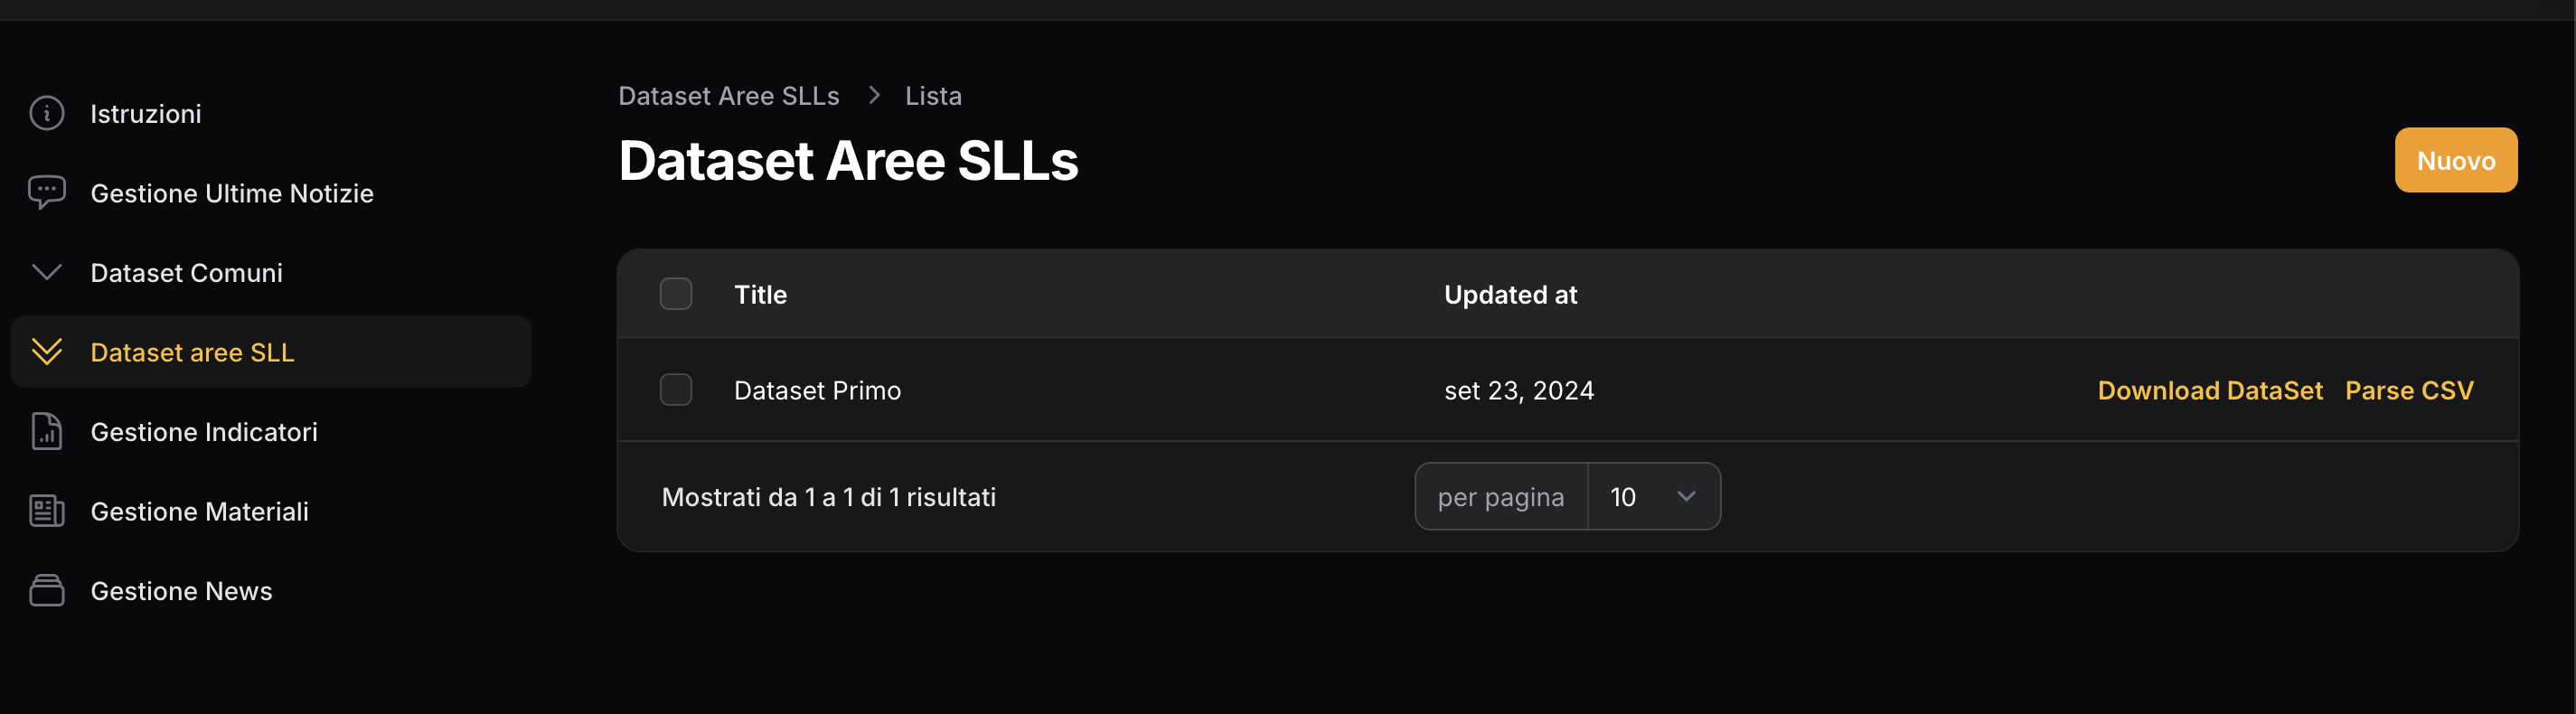 Istruzioni
Gestione Ultime Notizie
Dataset Comuni
Dataset aree SLL
Gestione Indicatori
Gestione Materiali
Gestione News
Dataset Aree SLLs > Lista
Dataset Aree SLLs
Nuovo
Title Updated at
Dataset Primo set 23, 2024 Download DataSet Parse CSV
Mostrati da 1 a 1 di 1 risultati per pagina 10